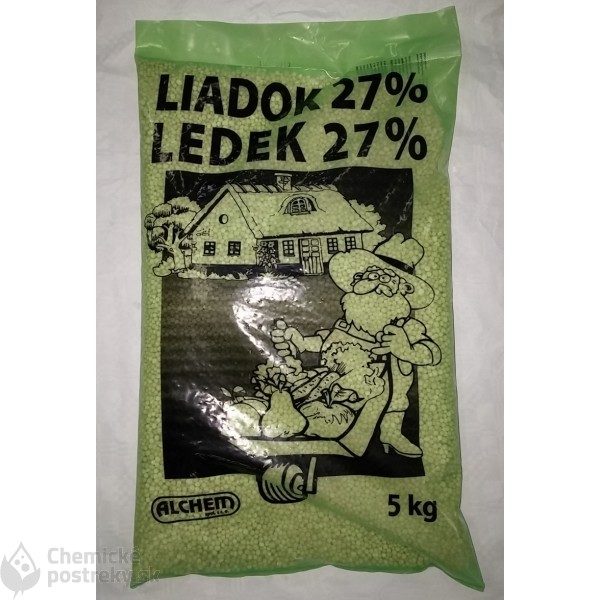 LIADOK 27%
LEDEK 27%
ALCHEM
5 kg
Chemické
postreky.sk